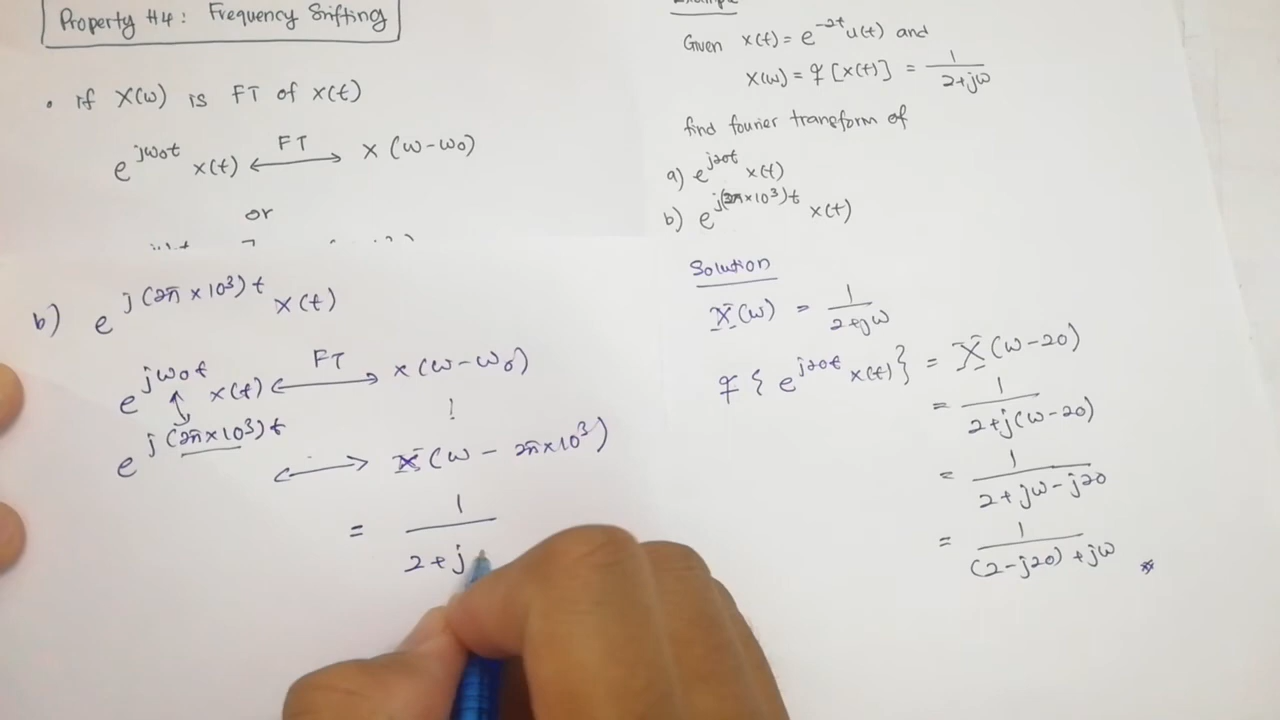 Property #4: Frequency Srifting
• if X(ω) is FT of x(t)
e^jω0t x(t) ⟷ FT X(ω-ω0)
or
b) e^j(2π×10³)t x(t)
e^jω0t x(t) ⟷ FT x(ω-ω0)
e^j(2π×10³)t ⟷ X(ω - 2π×10³)
= 1/(2+j
Given x(t) = e^-2t u(t) and
X(ω) = F[x(t)] = 1/(2+jω)
find fourier transform of
a) e^j20t x(t)
b) e^j(2π×10³)t x(t)
Solution
X(ω) = 1/(2+jω)
F{e^j20t x(t)} = X(ω-20)
= 1/(2+j(ω-20)
= 1/(2+jω-j20
= 1/((2-j20)+jω *